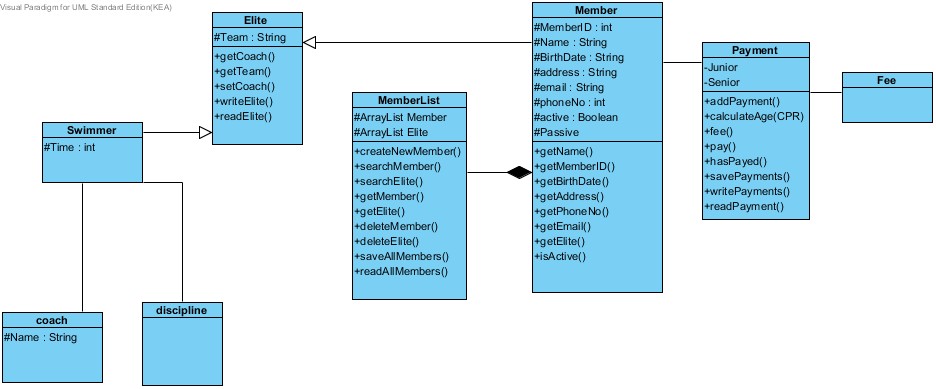 Visual Paradigm for UML Standard Edition(KEA)
Elite
#Team : String
+getCoach()
+getTeam()
+setCoach()
+writeElite()
+readElite()
Member
#MemberID : int
#Name : String
#BirthDate : String
#address : String
#email : String
#phoneNo : int
#active : Boolean
#Passive
+getName()
+getMemberID()
+getBirthDate()
+getAddress()
+getPhoneNo()
+getEmail()
+getElite()
+isActive()
Payment
-Junior
-Senior
+addPayment()
+calculateAge(CPR)
+fee()
+pay()
+hasPayed()
+savePayments()
+writePayments()
+readPayment()
Fee
MemberList
#ArrayList Member
#ArrayList Elite
+createNewMember()
+searchMember()
+searchElite()
+getMember()
+getElite()
+deleteMember()
+deleteElite()
+saveAllMembers()
+readAllMembers()
Swimmer
#Time : int
coach
#Name : String
discipline